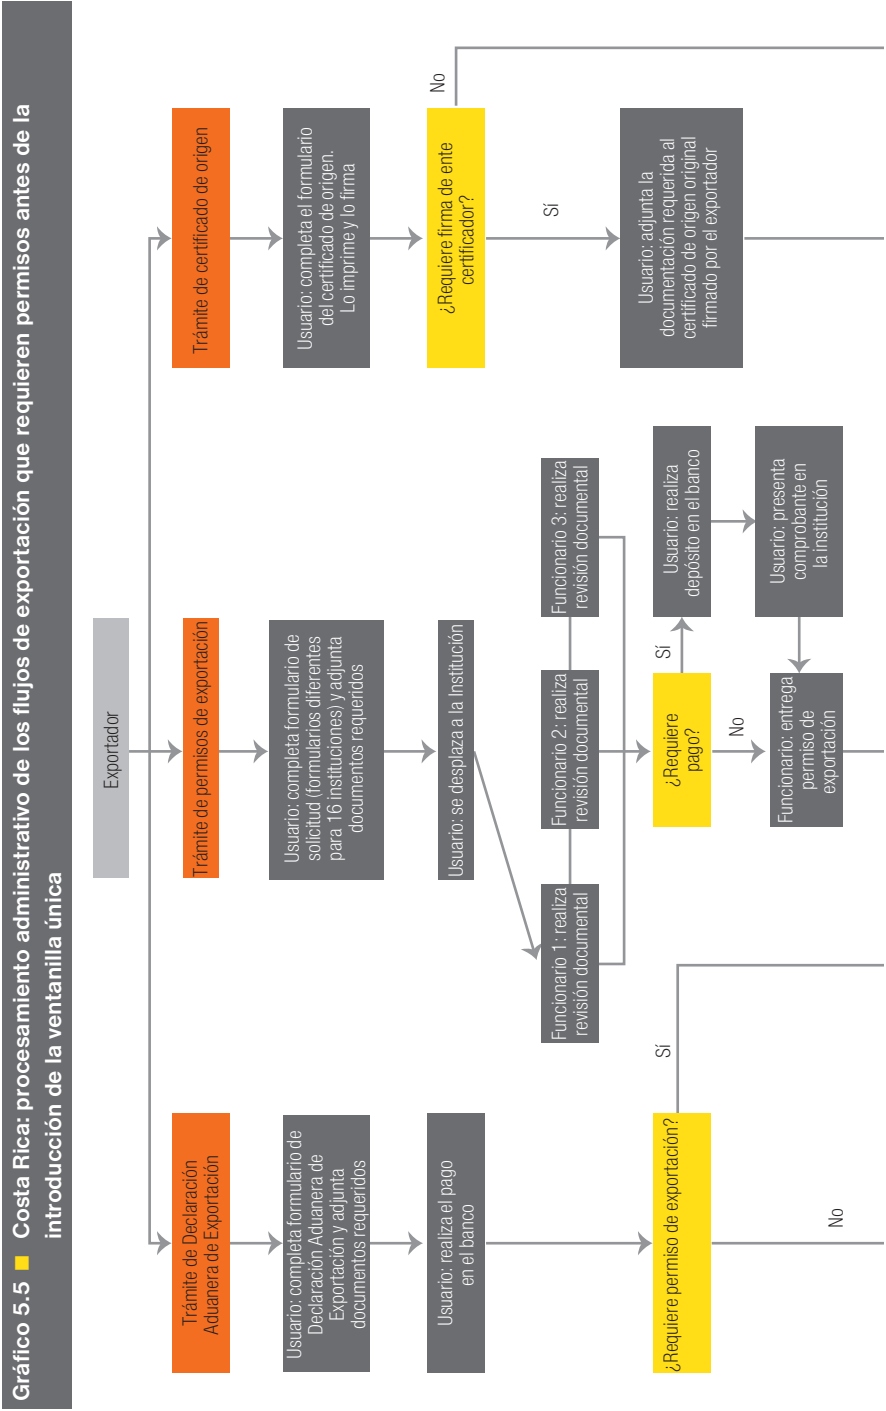 Gráfico 5.5 ■ Costa Rica: procesamiento administrativo de los flujos de exportación que requieren permisos antes de la
introducción de la ventanilla única
Exportador
Trámite de Declaración
Aduanera de Exportación
Usuario: completa formulario de
Declaración Aduanera de
Exportación y adjunta
documentos requeridos
Usuario: realiza el pago
en el banco
¿Requiere permiso de exportación?
Sí
No
Trámite de permisos de exportación
Usuario: completa formulario de
solicitud (formularios diferentes
para 16 instituciones) y adjunta
documentos requeridos
Usuario: se desplaza a la Institución
Funcionario 1: realiza
revisión documental
Funcionario 2: realiza
revisión documental
Funcionario 3: realiza
revisión documental
¿Requiere
pago?
Sí
No
Usuario: realiza
depósito en el banco
Usuario: presenta
comprobante en
la institución
Funcionario: entrega
permiso de
exportación
Trámite de certificado de origen
Usuario: completa el formulario
del certificado de origen.
Lo imprime y lo firma
¿Requiere firma de ente
certificador?
No
Sí
Usuario: adjunta la
documentación requerida al
certificado de origen original
firmado por el exportador